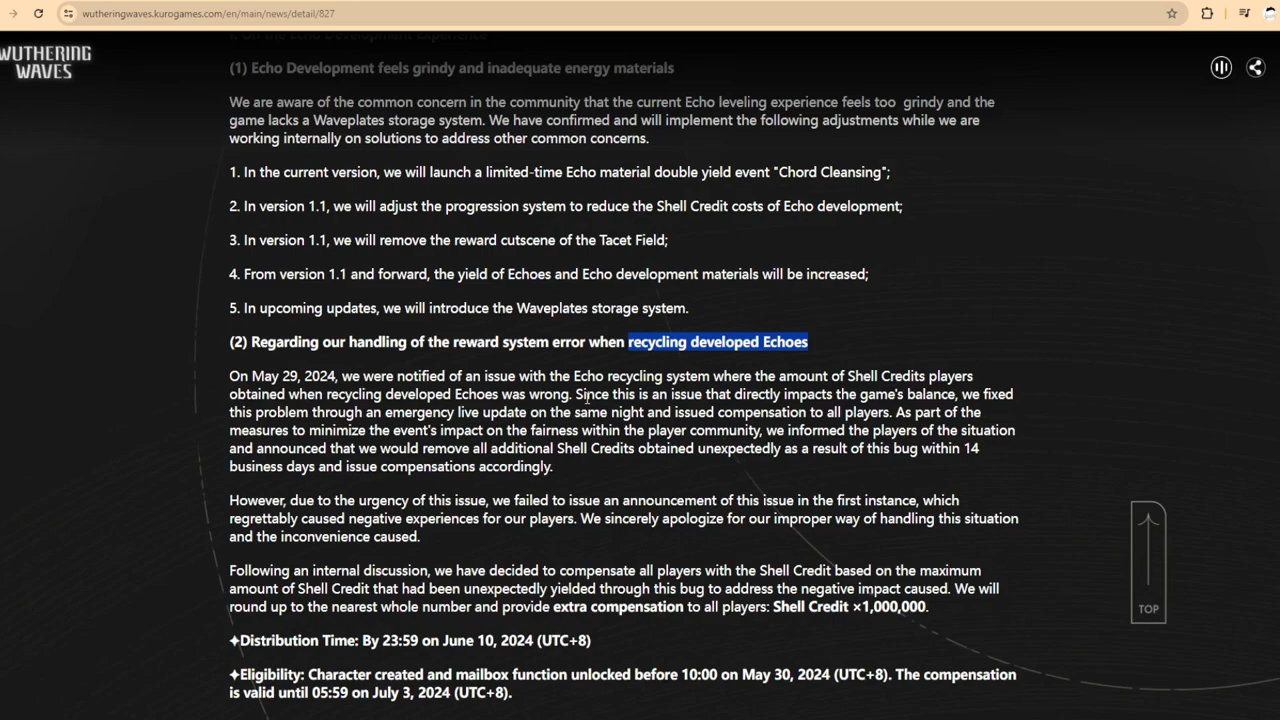 wutheringwaves.kurogames.com/en/main/news/detail/827
WUTHERING
WAVES
(1) Echo Development feels grindy and inadequate energy materials
We are aware of the common concern in the community that the current Echo leveling experience feels too grindy and the
game lacks a Waveplates storage system. We have confirmed and will implement the following adjustments while we are
working internally on solutions to address other common concerns.
1. In the current version, we will launch a limited-time Echo material double yield event "Chord Cleansing";
2. In version 1.1, we will adjust the progression system to reduce the Shell Credit costs of Echo development;
3. In version 1.1, we will remove the reward cutscene of the Tacet Field;
4. From version 1.1 and forward, the yield of Echoes and Echo development materials will be increased;
5. In upcoming updates, we will introduce the Waveplates storage system.
(2) Regarding our handling of the reward system error when recycling developed Echoes
On May 29, 2024, we were notified of an issue with the Echo recycling system where the amount of Shell Credits players
obtained when recycling developed Echoes was wrong. Since this is an issue that directly impacts the game's balance, we fixed
this problem through an emergency live update on the same night and issued compensation to all players. As part of the
measures to minimize the event's impact on the fairness within the player community, we informed the players of the situation
and announced that we would remove all additional Shell Credits obtained unexpectedly as a result of this bug within 14
business days and issue compensations accordingly.
However, due to the urgency of this issue, we failed to issue an announcement of this issue in the first instance, which
regrettably caused negative experiences for our players. We sincerely apologize for our improper way of handling this situation
and the inconvenience caused.
Following an internal discussion, we have decided to compensate all players with the Shell Credit based on the maximum
amount of Shell Credit that had been unexpectedly yielded through this bug to address the negative impact caused. We will
round up to the nearest whole number and provide extra compensation to all players: Shell Credit ×1,000,000.
TOP
✦Distribution Time: By 23:59 on June 10, 2024 (UTC+8)
✦Eligibility: Character created and mailbox function unlocked before 10:00 on May 30, 2024 (UTC+8). The compensation
is valid until 05:59 on July 3, 2024 (UTC+8).